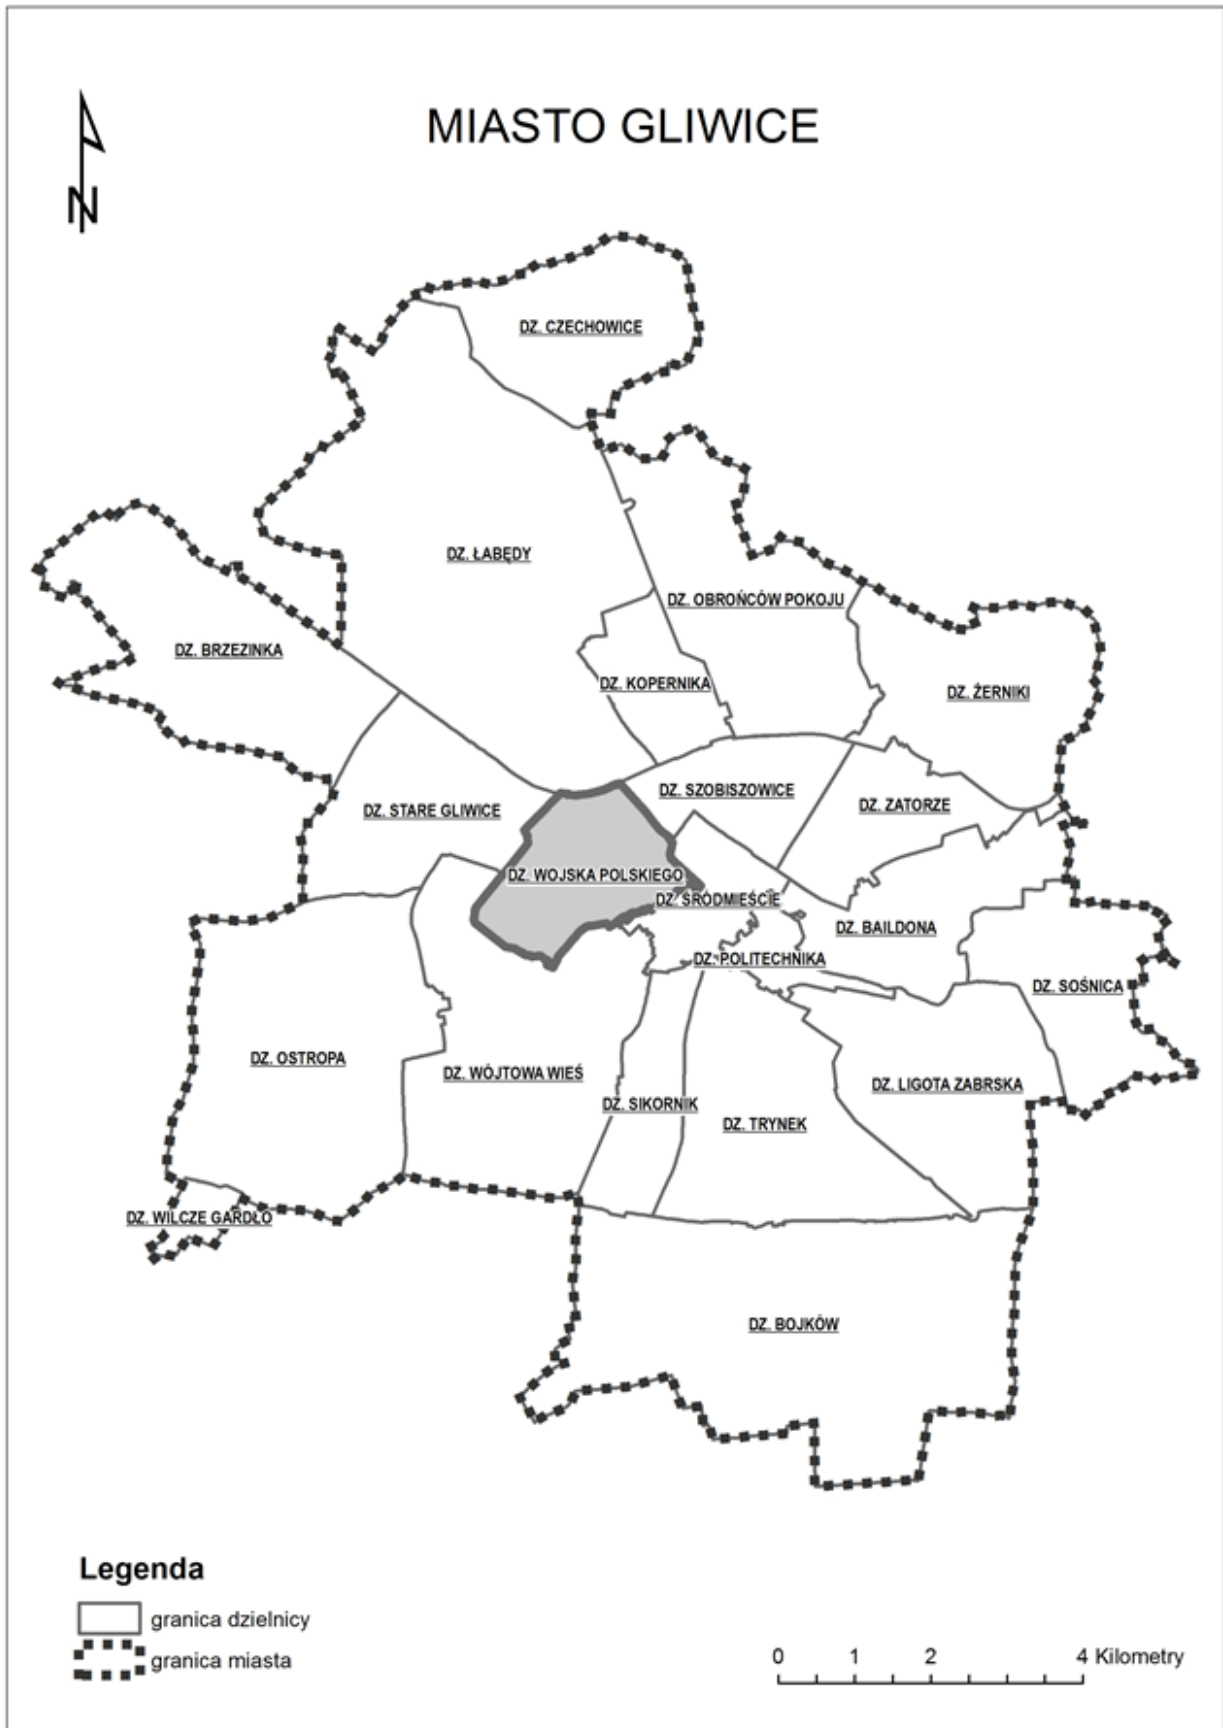 MIASTO GLIWICE
N
DZ. CZECHOWICE
DZ. ŁABĘDY
DZ. OBROŃCÓW POKOJU
DZ. BRZEZINKA
DZ. KOPERNIKA
DZ. ŻERNIKI
DZ. SZOBISZOWICE
DZ. ZATORZE
DZ. STARE GLIWICE
DZ. WOJSKA POLSKIEGO
DZ. ŚRÓDMIEŚCIE
DZ. BAILDONA
DZ. POLITECHNIKA
DZ. SOŚNICA
DZ. OSTROPA
DZ. WÓJTOWA WIEŚ
DZ. LIGOTA ZABRSKA
DZ. SIKORNIK
DZ. TRYNEK
DZ. WILCZE GARDŁO
DZ. BOJKÓW
Legenda
granica dzielnicy
granica miasta
0 1 2 4 Kilometry